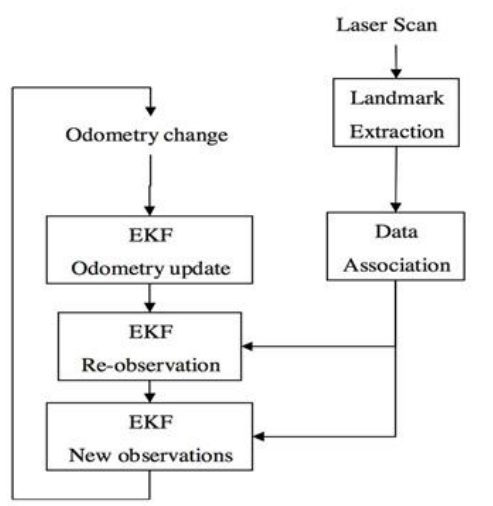 Laser Scan
Landmark
Extraction
Odometry change
EKF
Odometry update
Data
Association
EKF
Re-observation
EKF
New observations